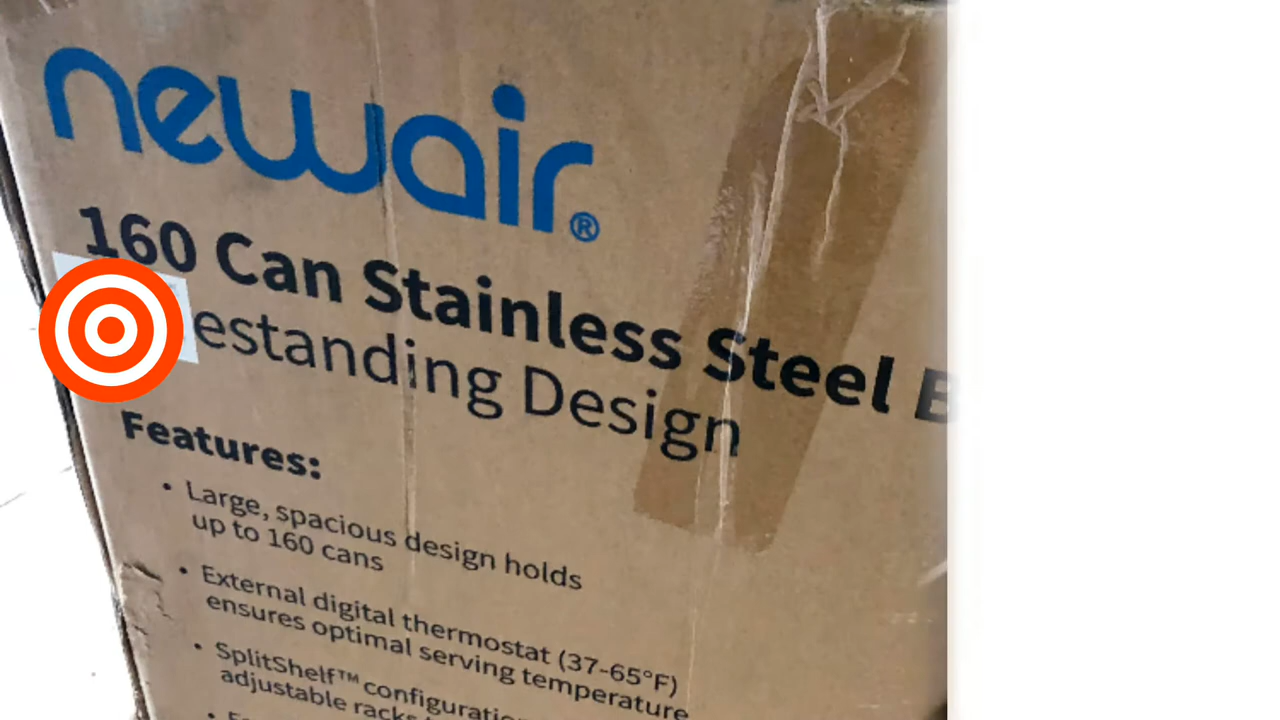 newair®
160 Can Stainless Steel
estanding Design
Features:
• Large, spacious design holds
up to 160 cans
• External digital thermostat (37-65°F)
ensures optimal serving temperature
• SplitShelf™ configuratio
adjustable racks